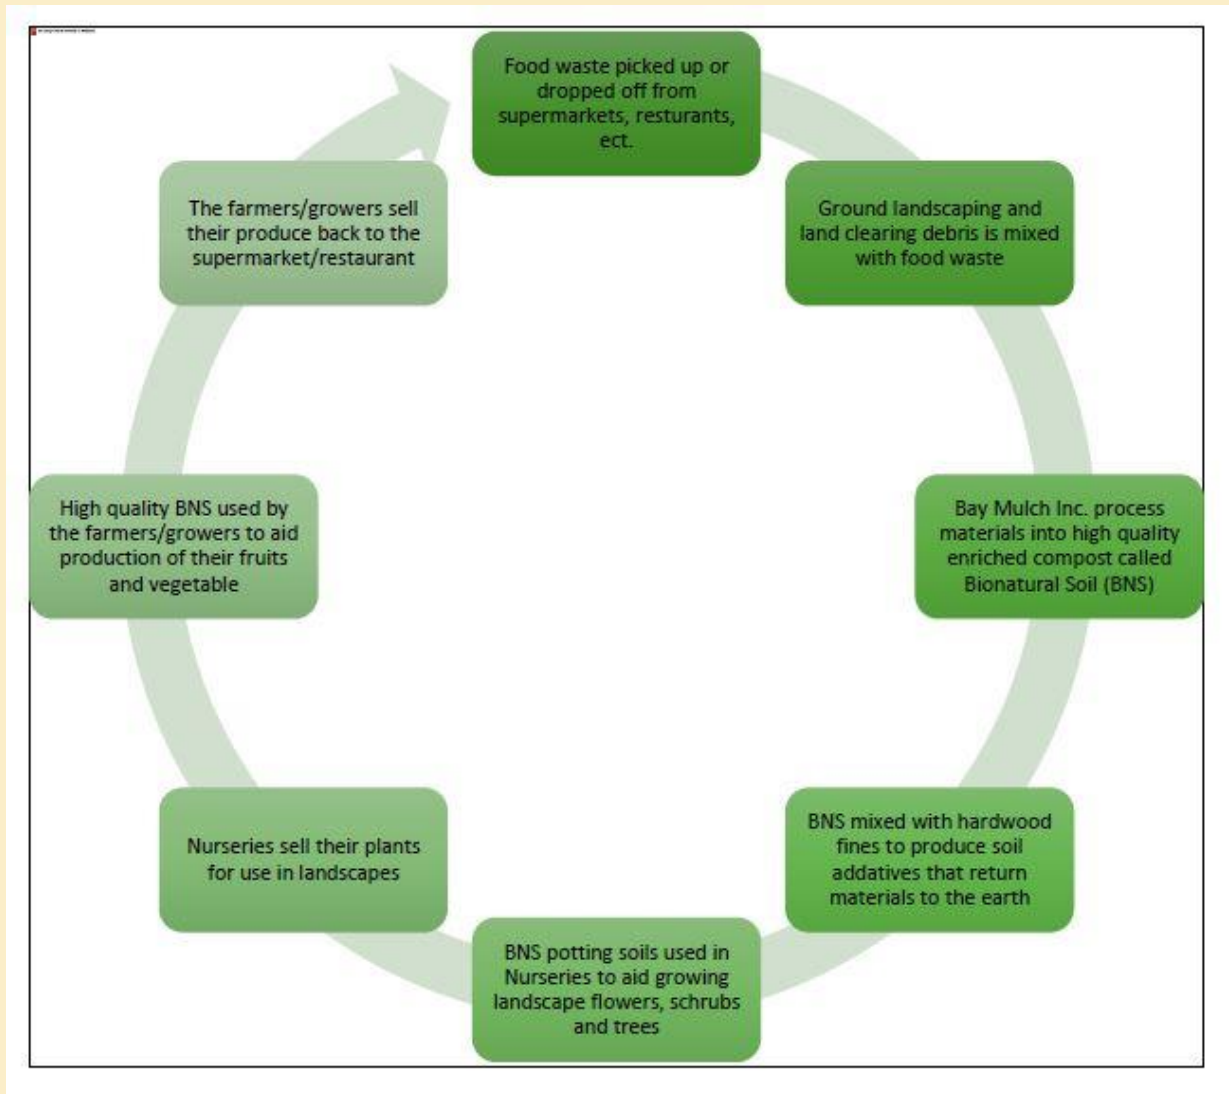 Food waste picked up or
dropped off from
supermarkets, resturants,
ect.
Ground landscaping and
land clearing debris is mixed
with food waste
Bay Mulch Inc. process
materials into high quality
enriched compost called
Bionatural Soil (BNS)
BNS mixed with hardwood
fines to produce soil
addatives that return
materials to the earth
BNS potting soils used in
Nurseries to aid growing
landscape flowers, schrubs
and trees
Nurseries sell their plants
for use in landscapes
High quality BNS used by
the farmers/growers to aid
production of their fruits
and vegetable
The farmers/growers sell
their produce back to the
supermarket/restaurant